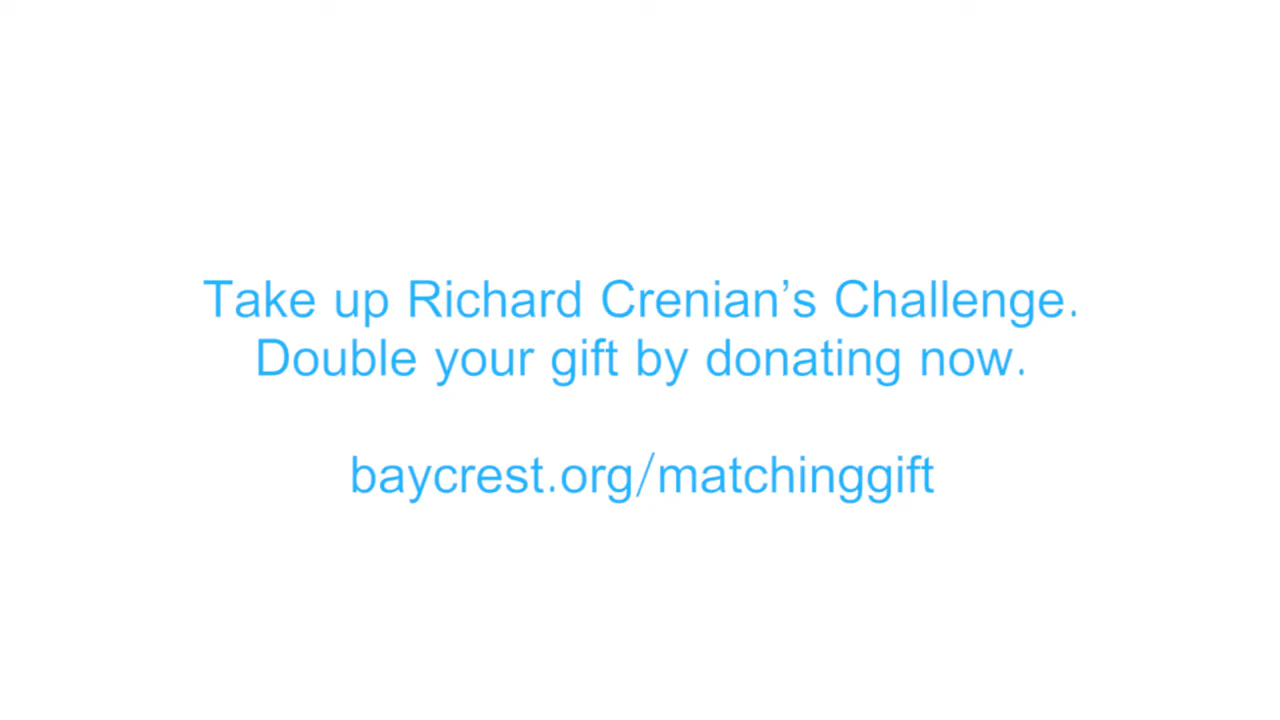 Take up Richard Crenian’s Challenge.
Double your gift by donating now.
baycrest.org/matchinggift